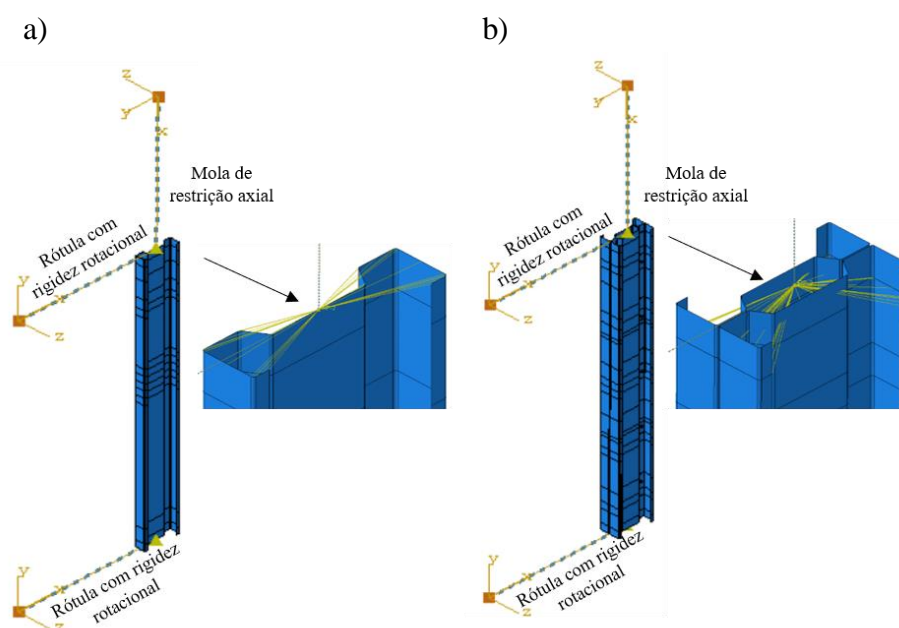 a)
b)
z
y
x
Mola de
restrição axial
Rótula com
rigidez rotacional
y
x
z
y
x
z
Rótula com rigidez
rotacional
z
y
x
Mola de
restrição axial
Rótula com
rigidez rotacional
y
x
z
y
x
z
Rótula com rigidez
rotacional